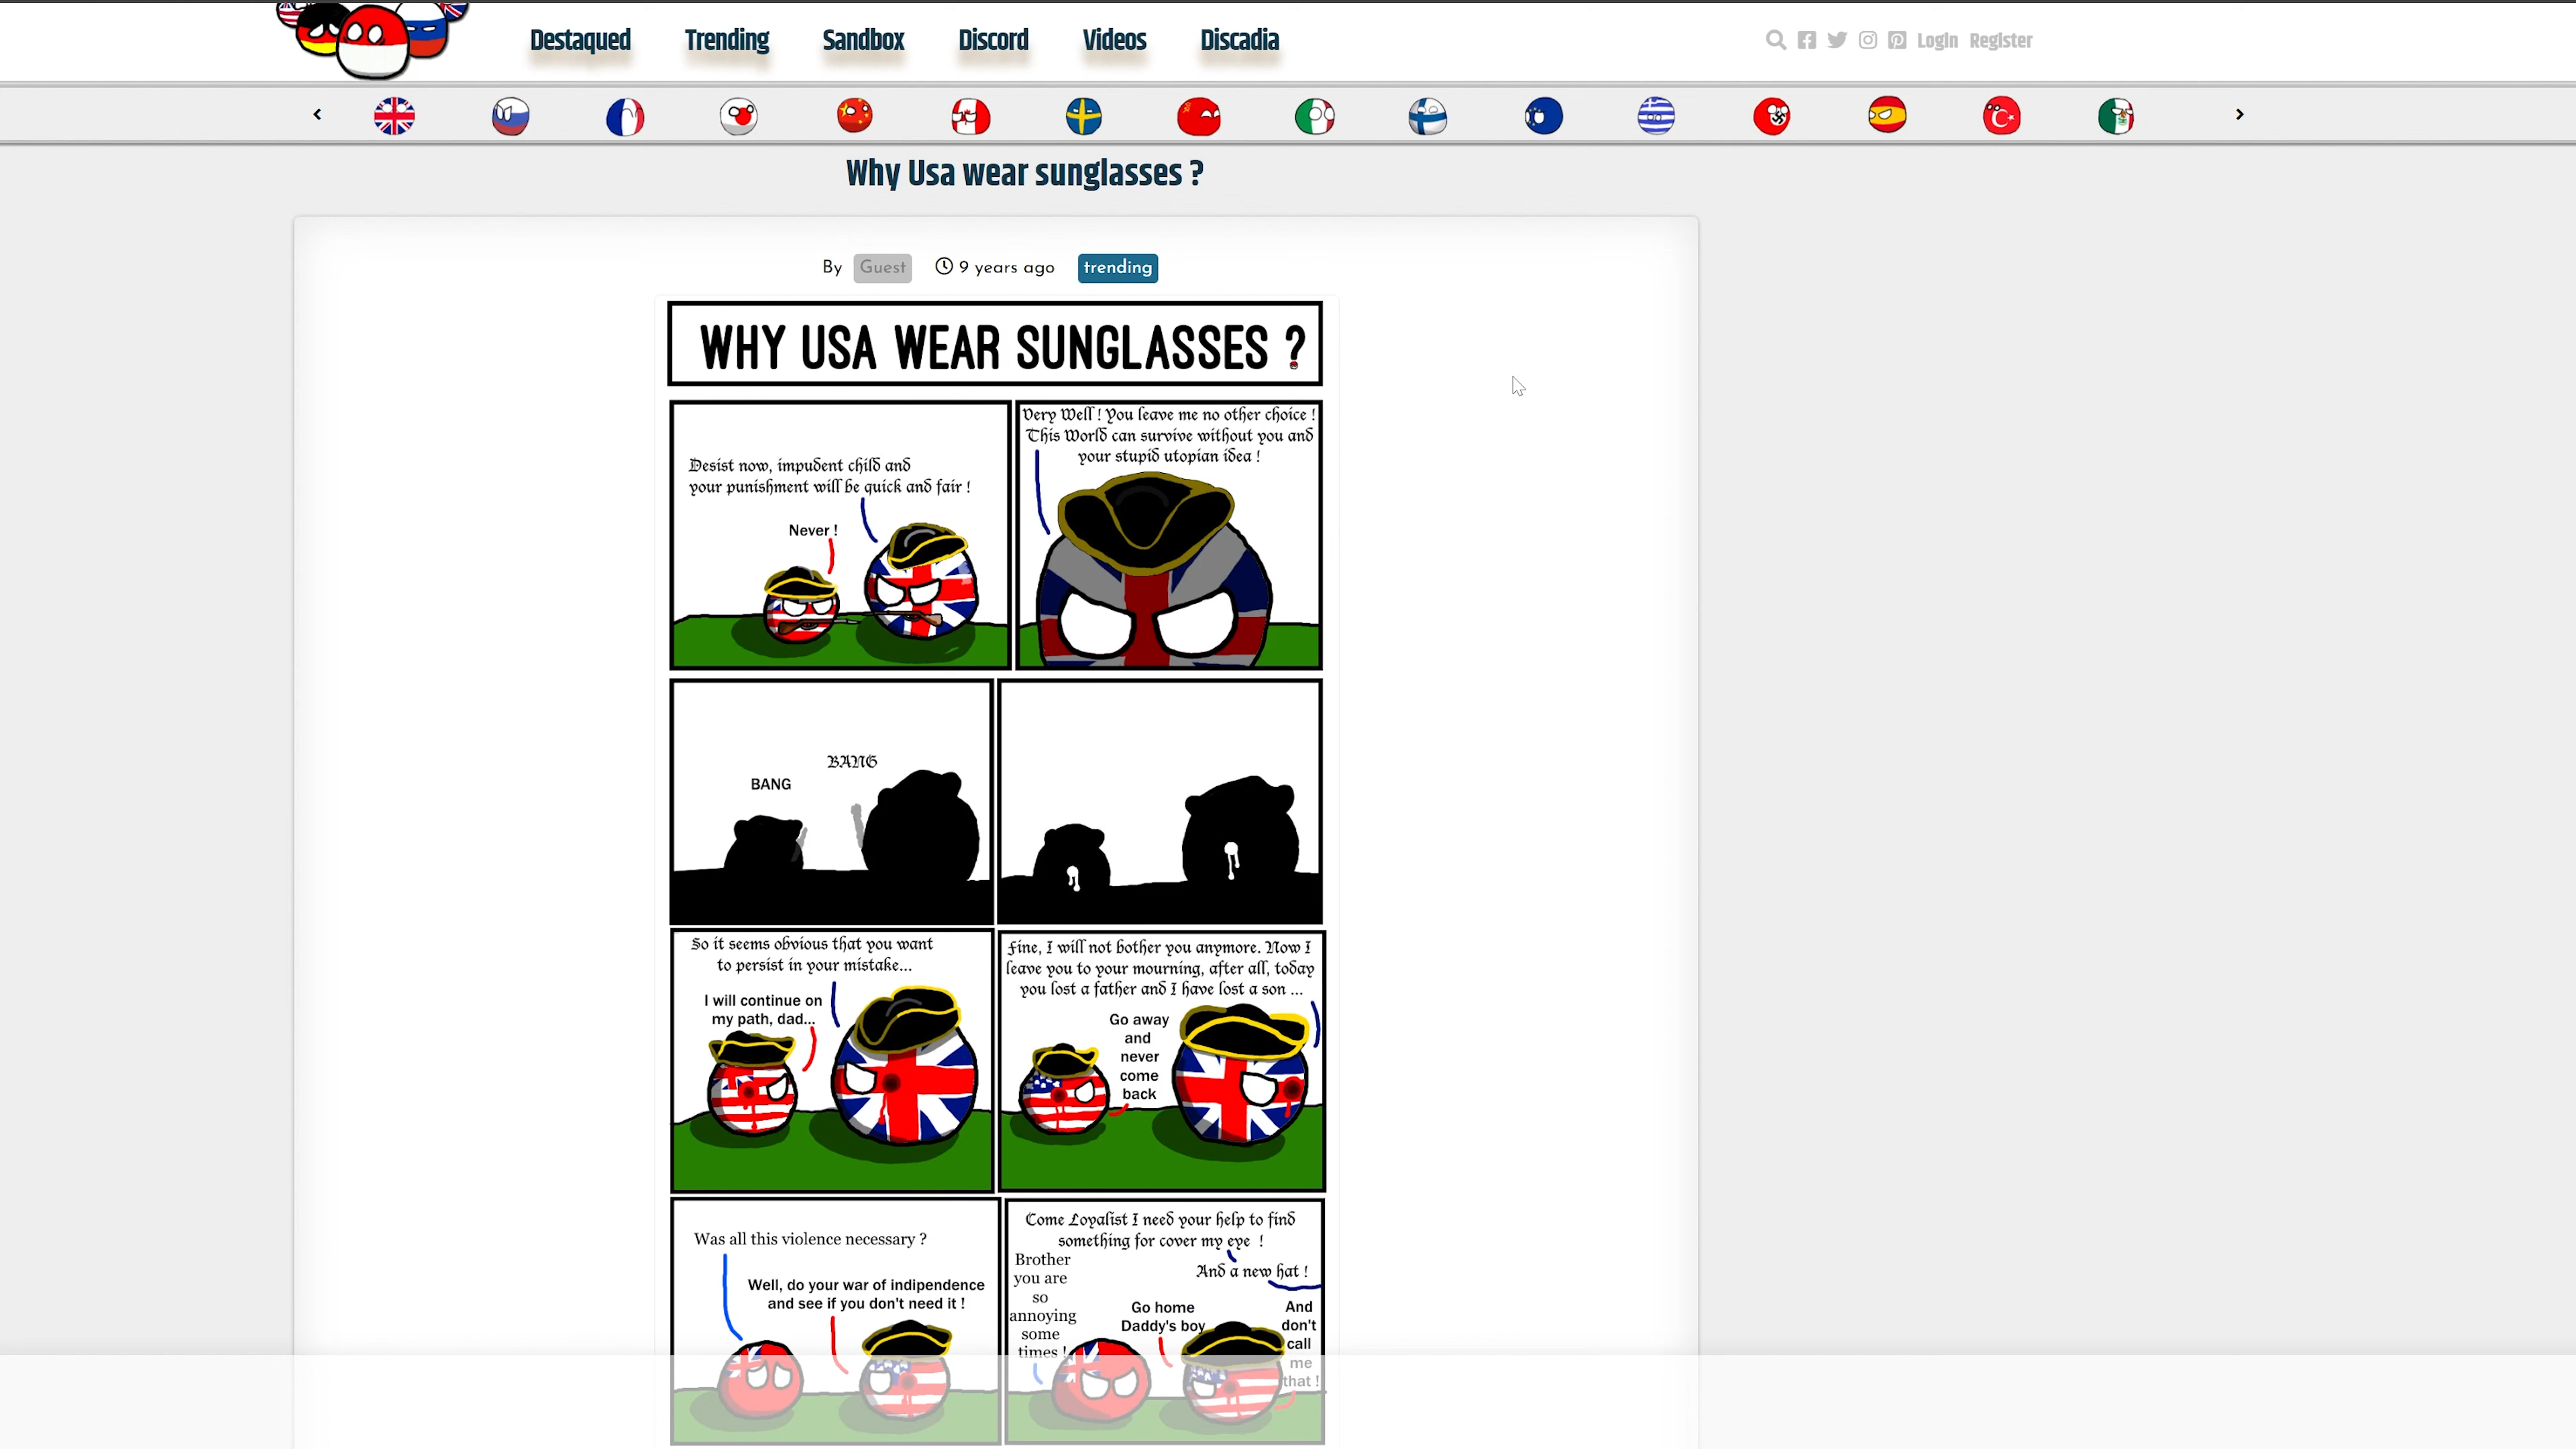 Destaqued Trending Sandbox Discord Videos Discadia Login Register
Why Usa wear sunglasses ?
By Guest 9 years ago trending
WHY USA WEAR SUNGLASSES ?
Desist now, impudent child and
your punishment will be quick and fair !
Never !
Very Well ! You leave me no other choice !
This World can survive without you and
your stupid utopian idea !
BANG
BANG
So it seems obvious that you want
to persist in your mistake...
I will continue on
my path, dad...
Fine, I will not bother you anymore. Now I
leave you to your mourning, after all, today
you lost a father and I have lost a son ...
Go away
and
never
come
back
Was all this violence necessary ?
Well, do your war of indipendence
and see if you don't need it !
Come Loyalist I need your help to find
something for cover my eye !
And a new hat !
Brother
you are
so
annoying
some
times !
Go home
Daddy's boy
And
don't
call
me
that !